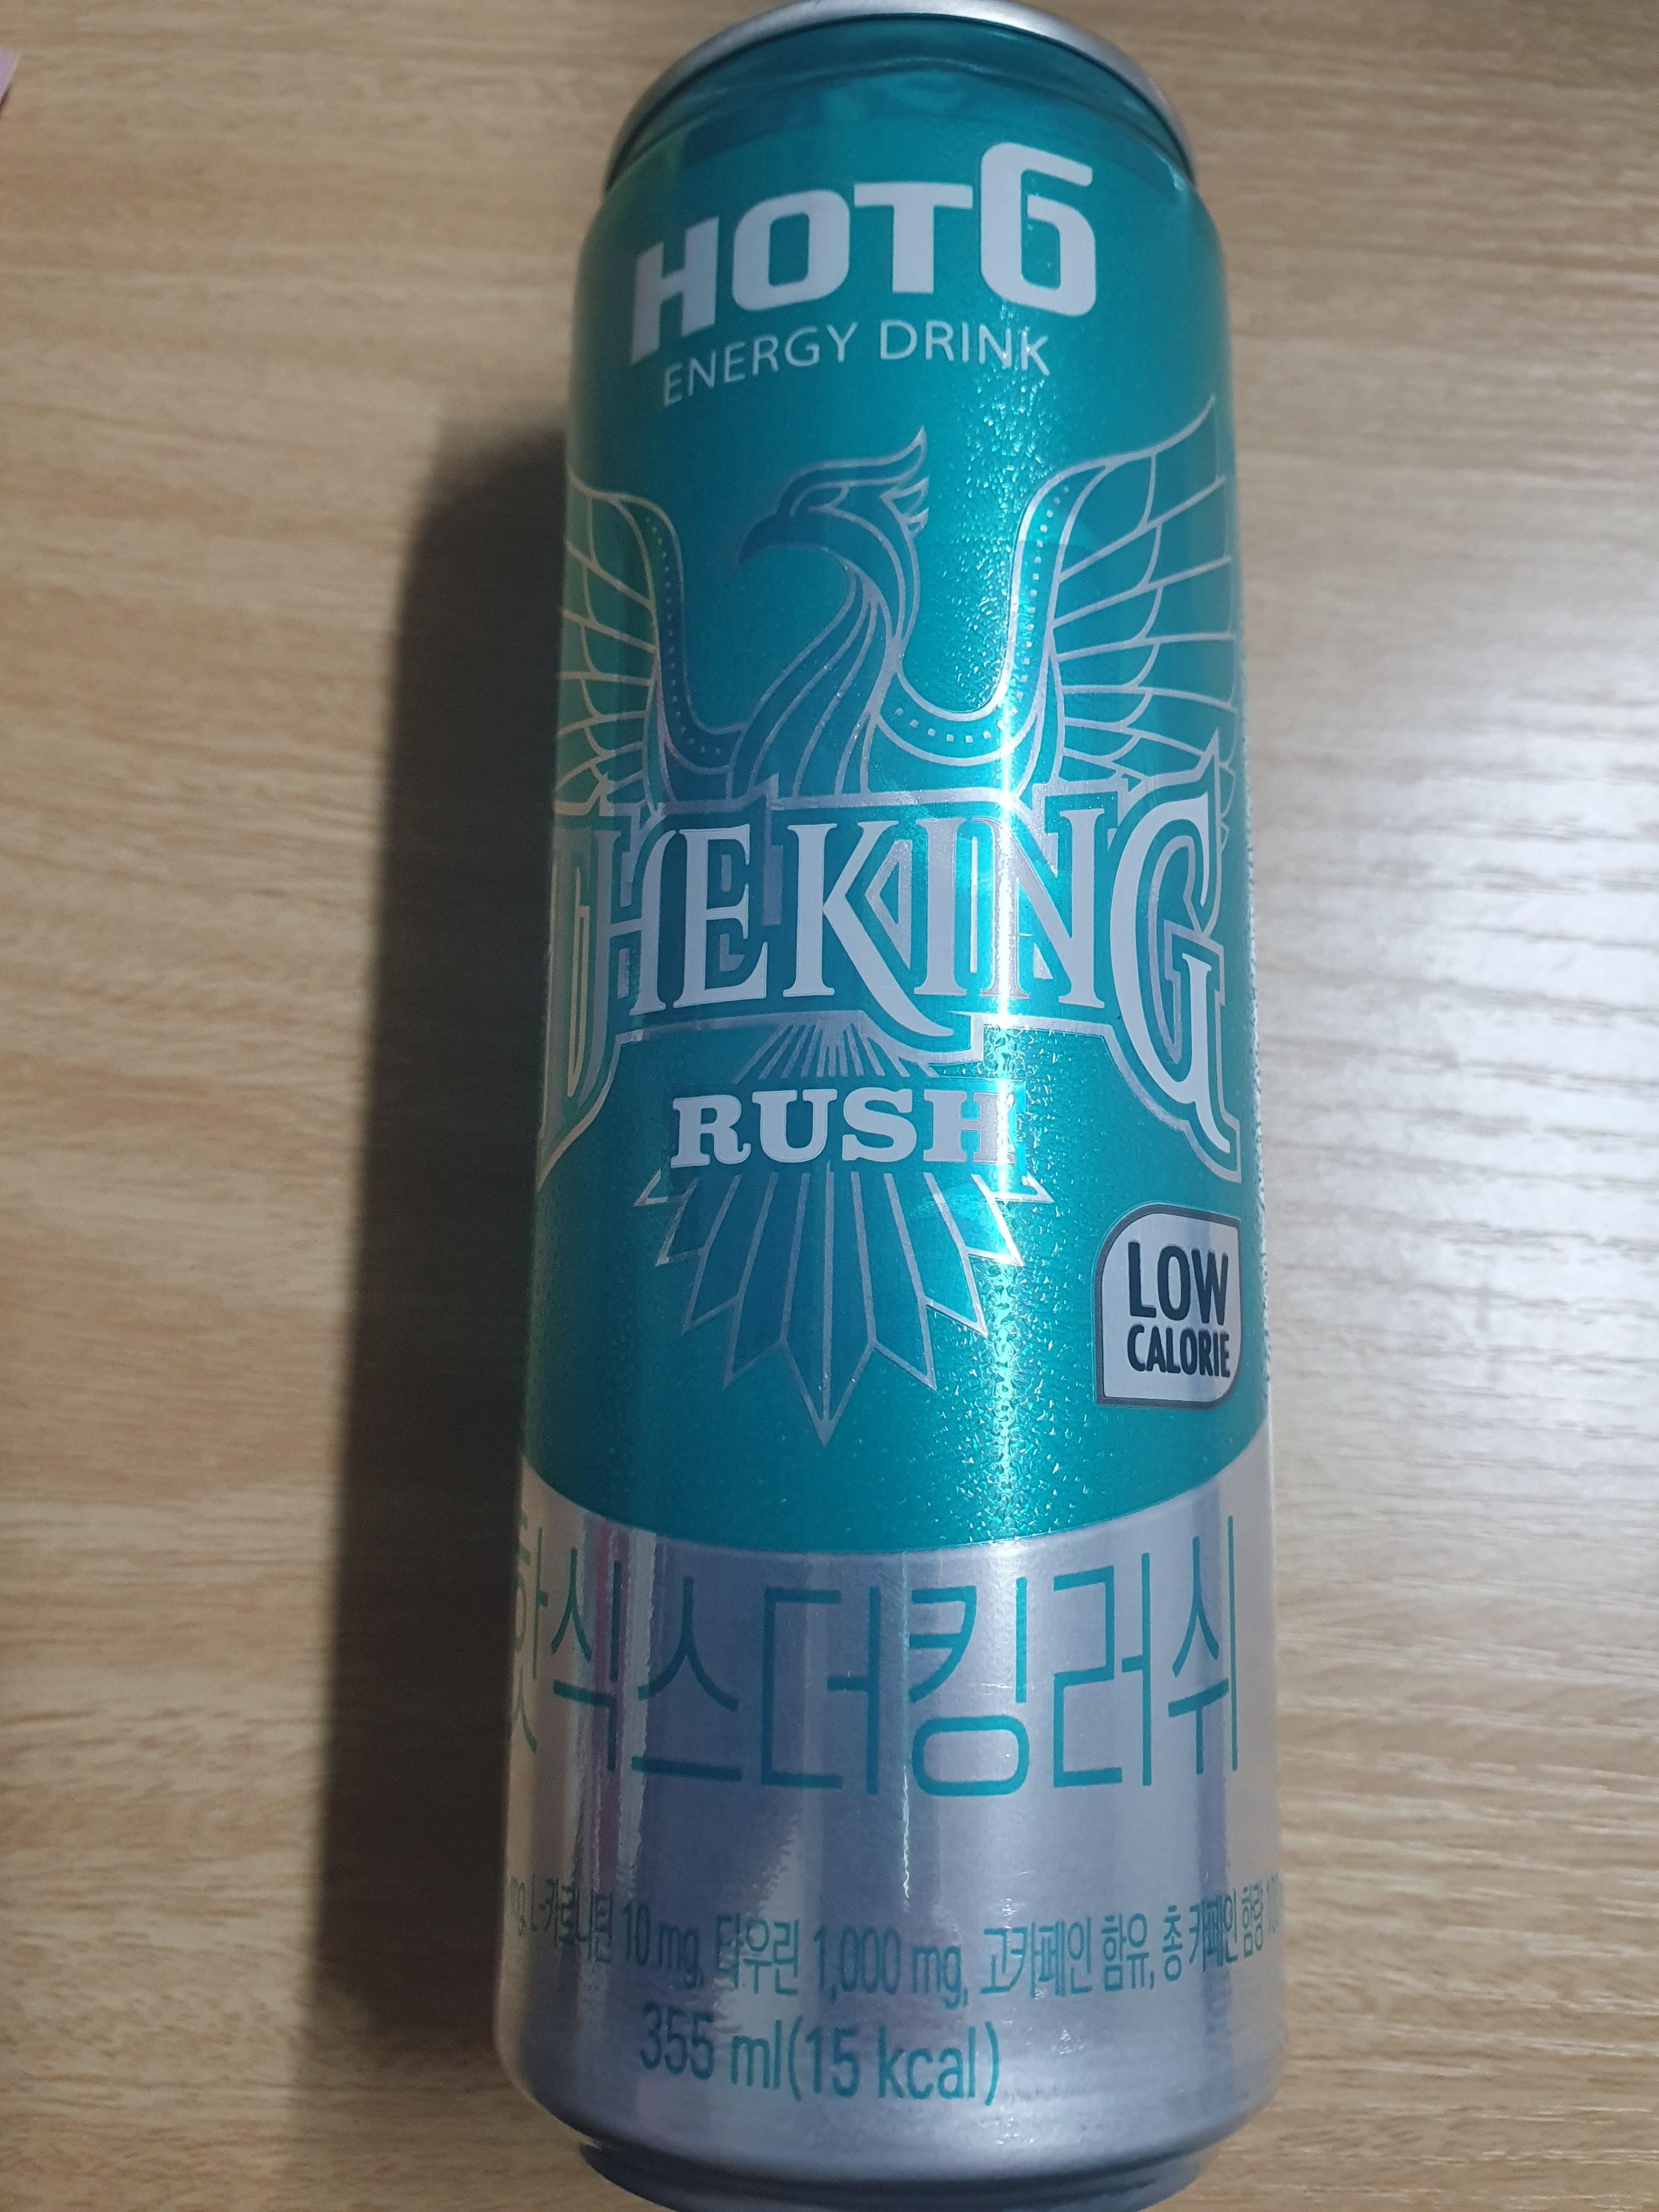 HOT6
ENERGY DRINK
THE KING
RUSH
LOW
CALORIE
핫식스더킹러쉬
mg, L-카르니틴 10 mg, 타우린 1,000 mg, 고카페인 함유, 총 카페인 함량
355 ml(15 kcal)